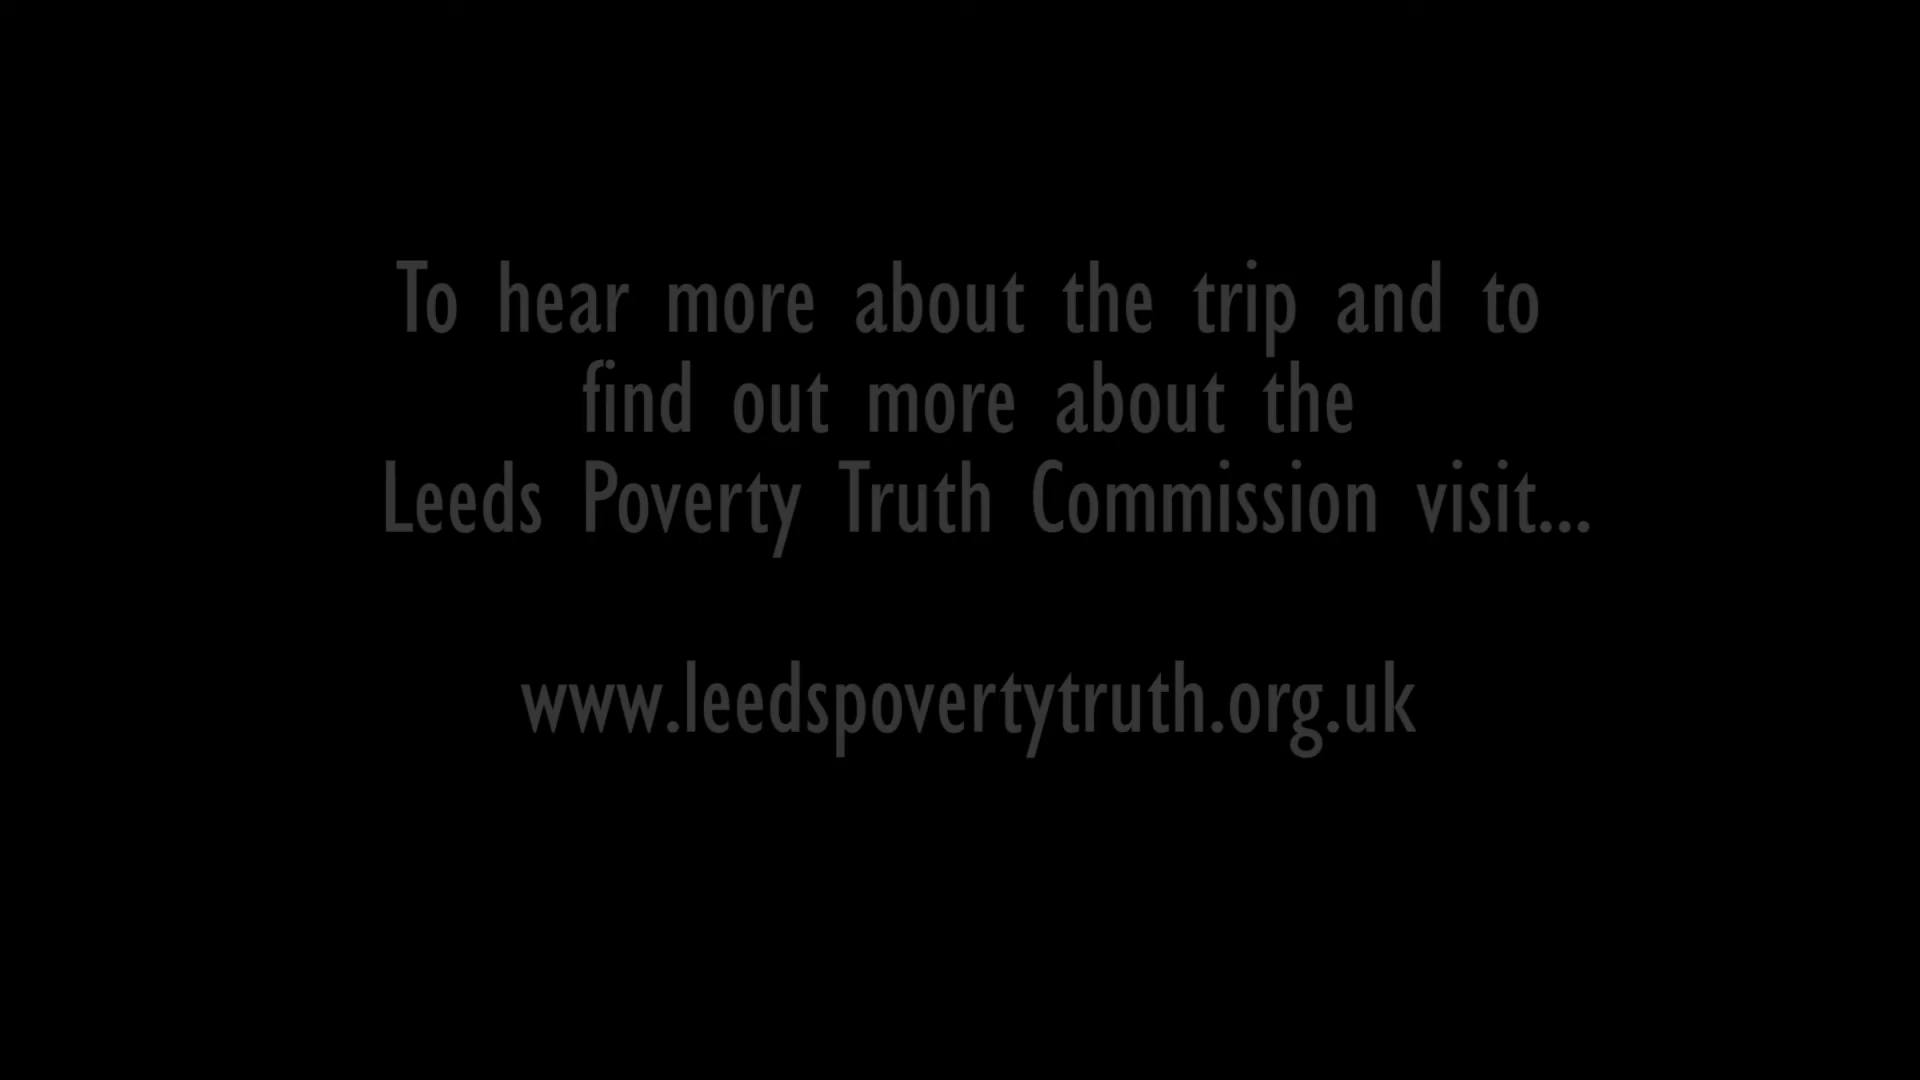 To hear more about the trip and to
find out more about the
Leeds Poverty Truth Commission visit...
www.leedspovertytruth.org.uk